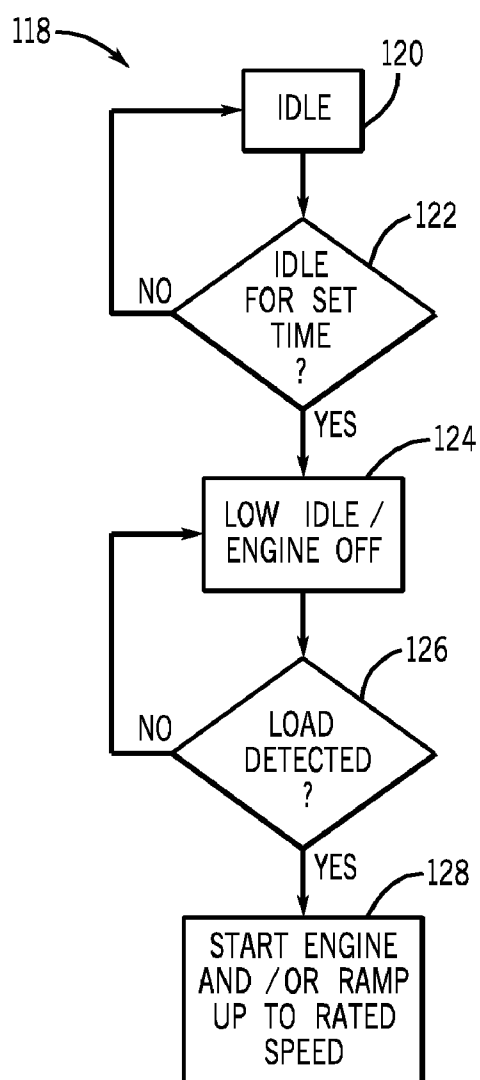 118
120
IDLE
122
IDLE
FOR SET
TIME
?
NO
YES
124
LOW IDLE /
ENGINE OFF
126
LOAD
DETECTED
?
NO
YES
128
START ENGINE
AND /OR RAMP
UP TO RATED
SPEED